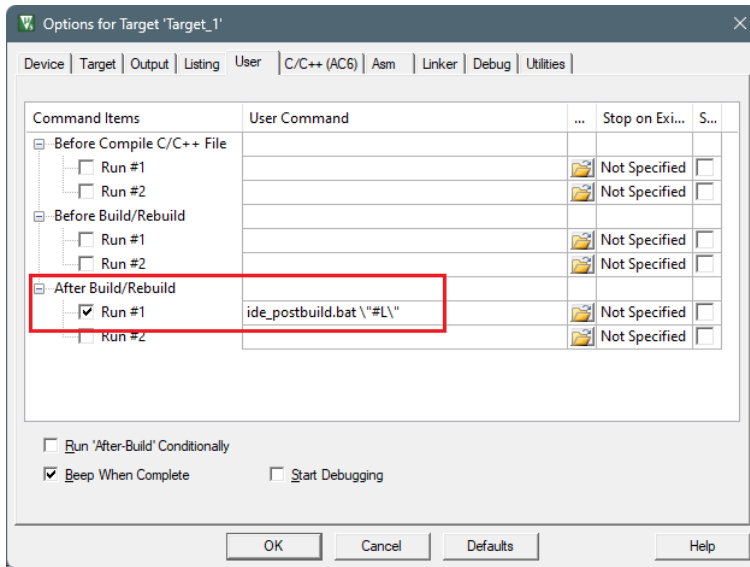 Options for Target 'Target_1'
Device Target Output Listing User C/C++ (AC6) Asm Linker Debug Utilities
Command Items User Command ... Stop on Exi... S...
Before Compile C/C++ File
Run #1 Not Specified
Run #2 Not Specified
Before Build/Rebuild
Run #1 Not Specified
Run #2 Not Specified
After Build/Rebuild
Run #1 ide_postbuild.bat \"#L\" Not Specified
Run #2 Not Specified
Run 'After-Build' Conditionally
Beep When Complete Start Debugging
OK Cancel Defaults Help